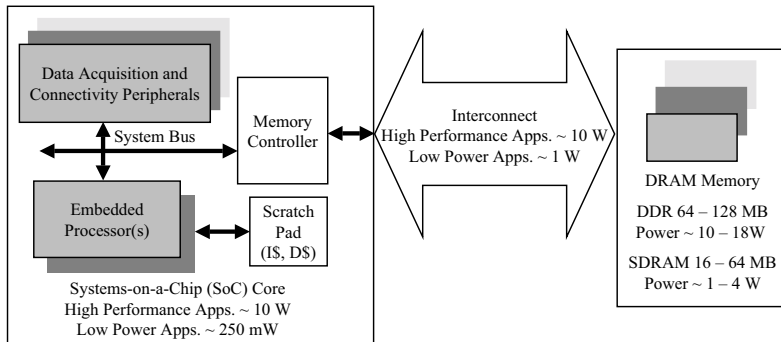 Data Acquisition and
Connectivity Peripherals
System Bus
Memory
Controller
Embedded
Processor(s)
Scratch
Pad
(I$, D$)
Systems-on-a-Chip (SoC) Core
High Performance Apps. ~ 10 W
Low Power Apps. ~ 250 mW
Interconnect
High Performance Apps. ~ 10 W
Low Power Apps. ~ 1 W
DRAM Memory
DDR 64 – 128 MB
Power ~ 10 – 18W
SDRAM 16 – 64 MB
Power ~ 1 – 4 W